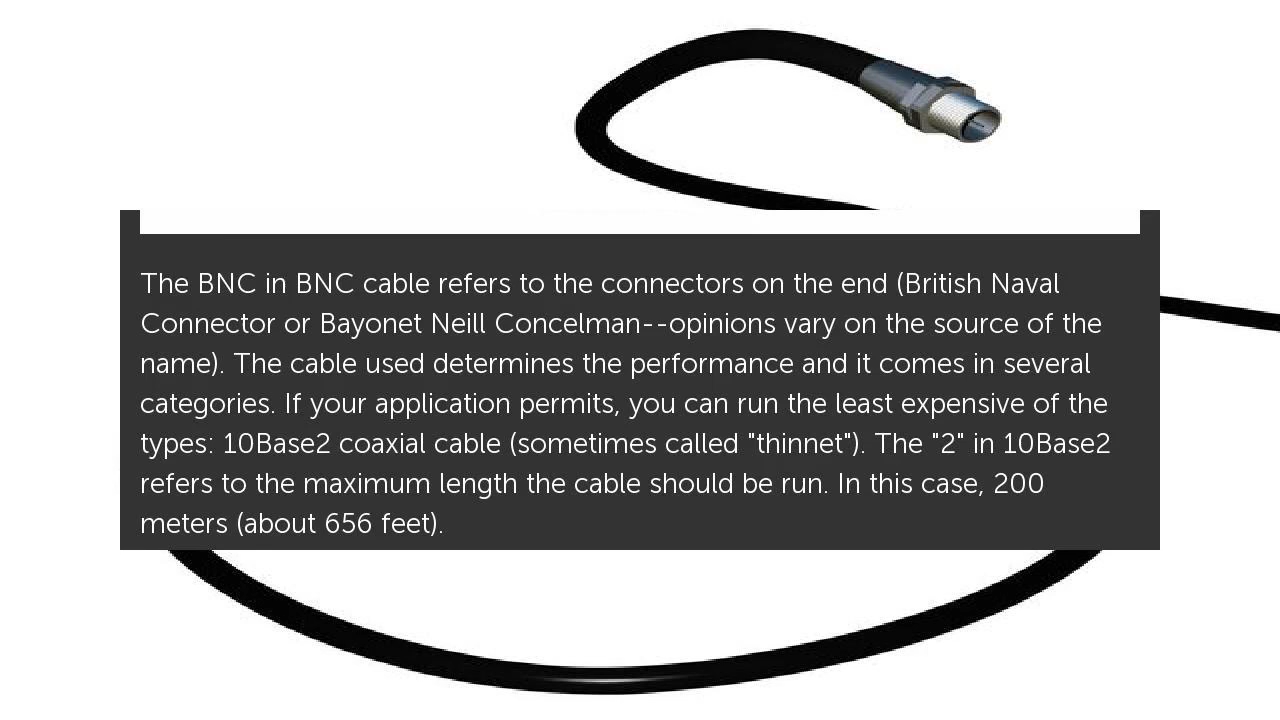 The BNC in BNC cable refers to the connectors on the end (British Naval
Connector or Bayonet Neill Concelman--opinions vary on the source of the
name). The cable used determines the performance and it comes in several
categories. If your application permits, you can run the least expensive of the
types: 10Base2 coaxial cable (sometimes called "thinnet"). The "2" in 10Base2
refers to the maximum length the cable should be run. In this case, 200
meters (about 656 feet).